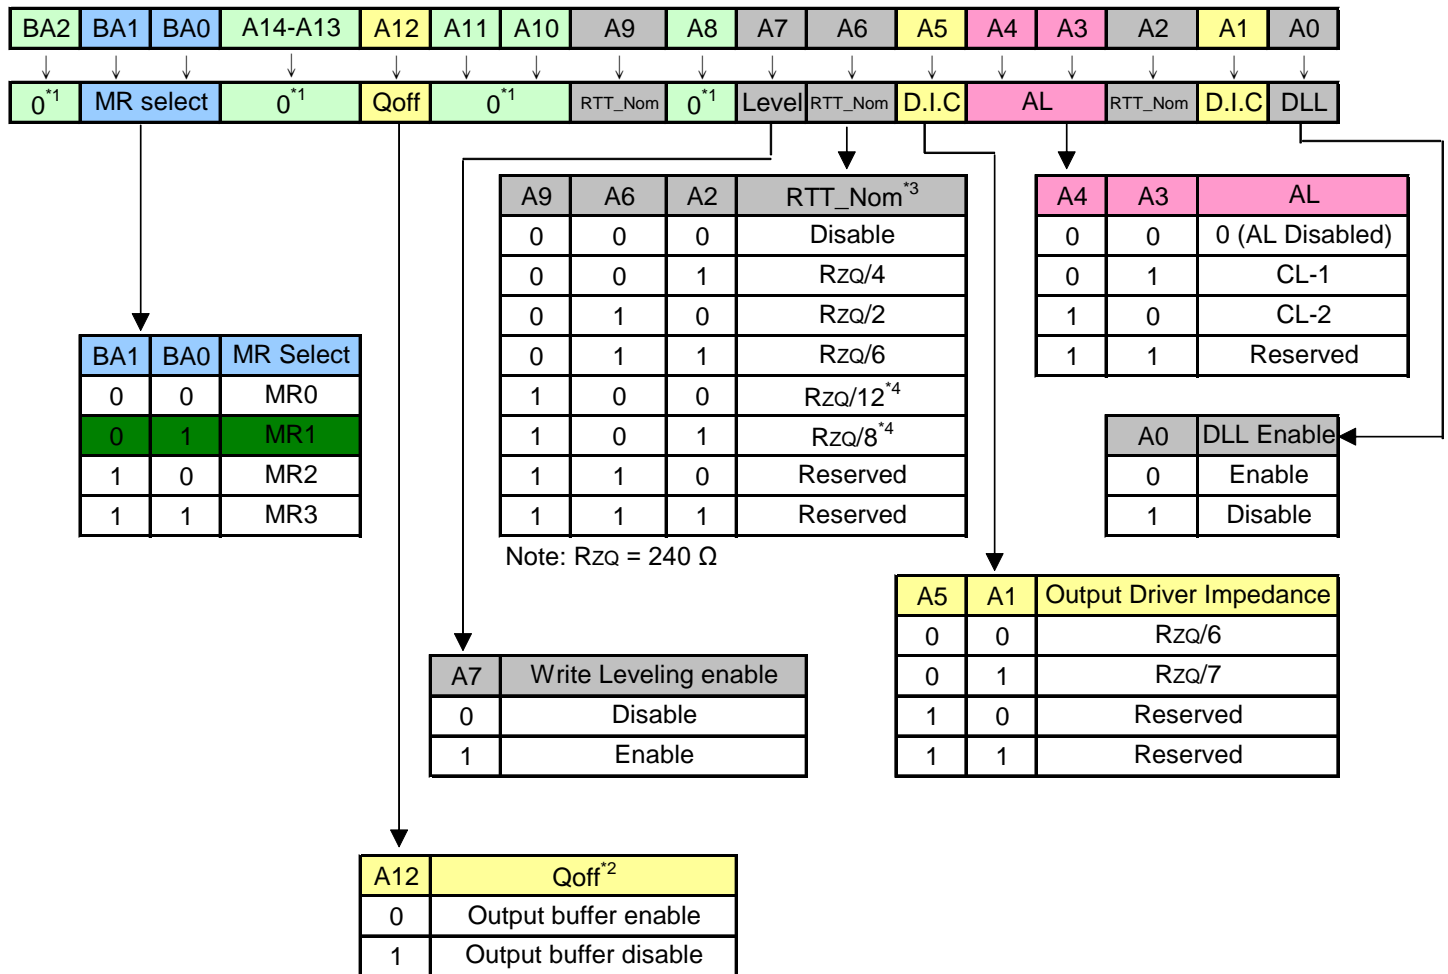 BA2 BA1 BA0 A14-A13 A12 A11 A10 A9 A8 A7 A6 A5 A4 A3 A2 A1 A0
0*1 MR select 0*1 Qoff 0*1 RTT_Nom 0*1 Level RTT_Nom D.I.C AL RTT_Nom D.I.C DLL
A9 A6 A2 RTT_Nom*3
0 0 0 Disable
0 0 1 RZQ/4
0 1 0 RZQ/2
0 1 1 RZQ/6
1 0 0 RZQ/12*4
1 0 1 RZQ/8*4
1 1 0 Reserved
1 1 1 Reserved
Note: RZQ = 240 Ω
A4 A3 AL
0 0 0 (AL Disabled)
0 1 CL-1
1 0 CL-2
1 1 Reserved
BA1 BA0 MR Select
0 0 MR0
0 1 MR1
1 0 MR2
1 1 MR3
A0 DLL Enable
0 Enable
1 Disable
A5 A1 Output Driver Impedance
0 0 RZQ/6
0 1 RZQ/7
1 0 Reserved
1 1 Reserved
A7 Write Leveling enable
0 Disable
1 Enable
A12 Qoff*2
0 Output buffer enable
1 Output buffer disable